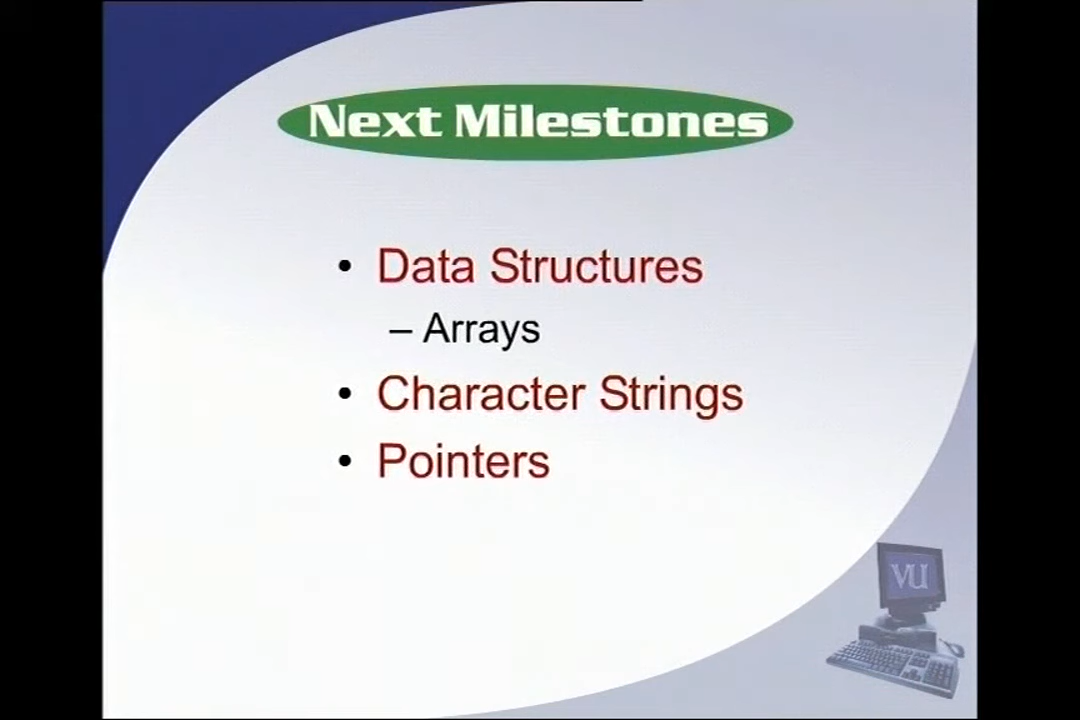 Next Milestones
• Data Structures
– Arrays
• Character Strings
• Pointers
VU